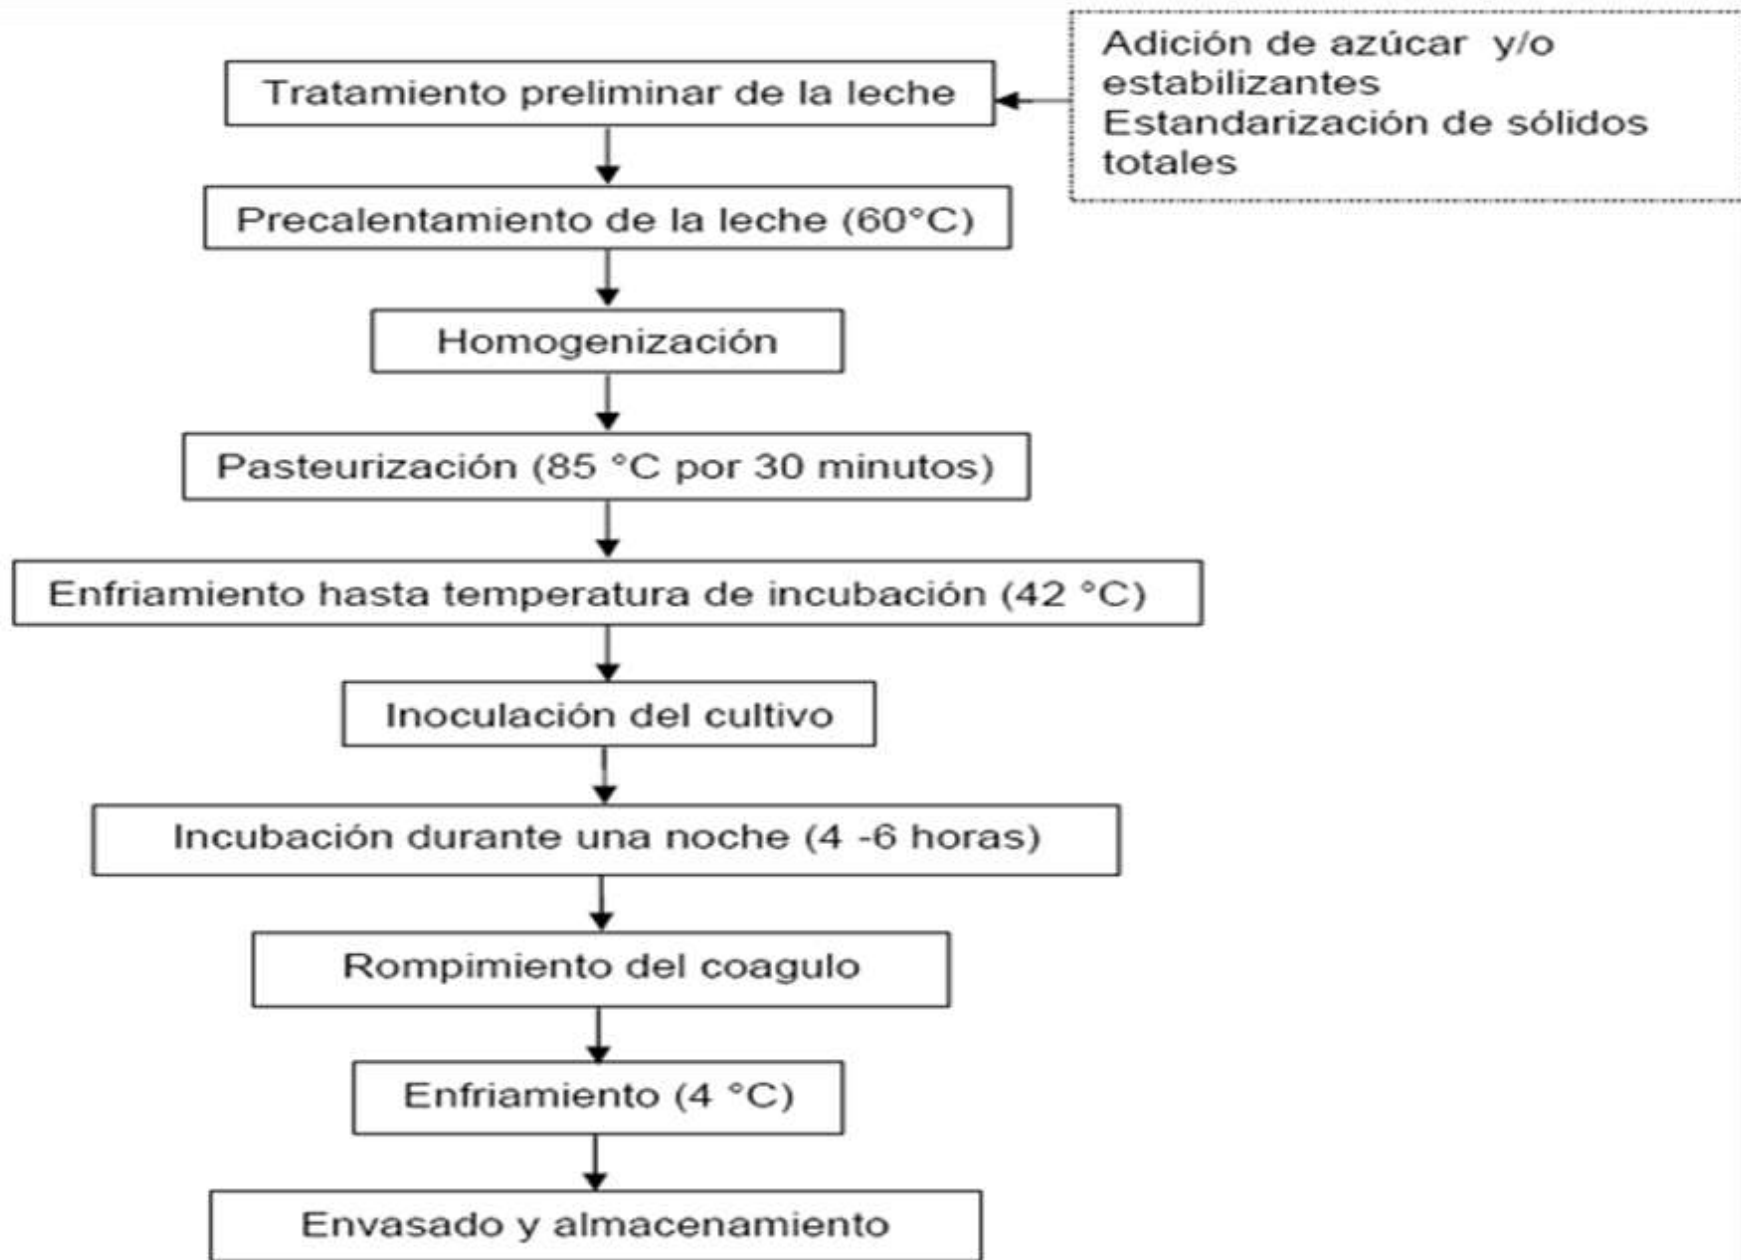 Adición de azúcar y/o
estabilizantes
Estandarización de sólidos
totales
Tratamiento preliminar de la leche
Precalentamiento de la leche (60°C)
Homogenización
Pasteurización (85 °C por 30 minutos)
Enfriamiento hasta temperatura de incubación (42 °C)
Inoculación del cultivo
Incubación durante una noche (4 -6 horas)
Rompimiento del coagulo
Enfriamiento (4 °C)
Envasado y almacenamiento